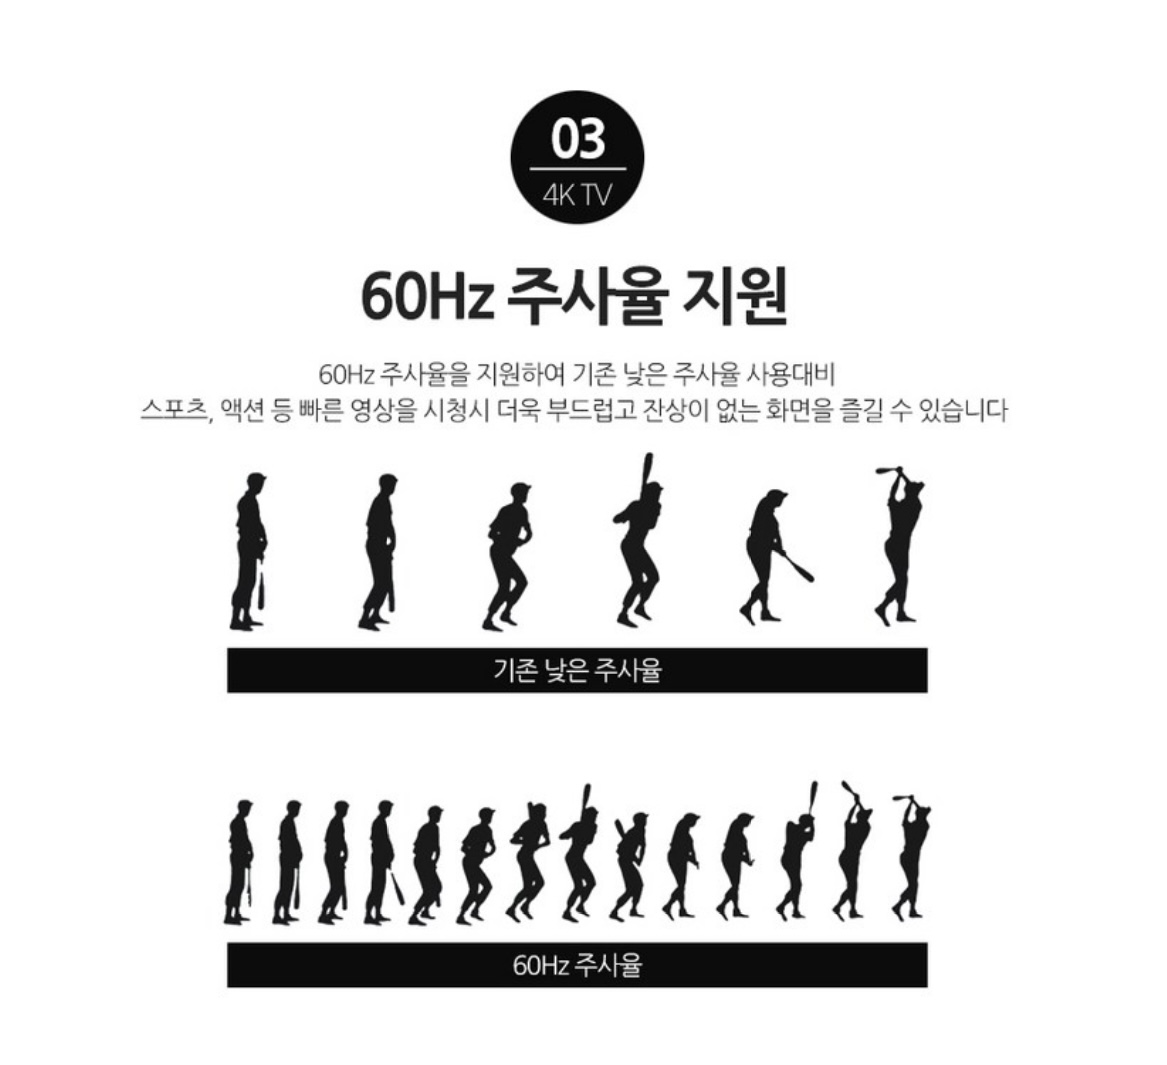 03
4K TV
60Hz 주사율 지원
60Hz 주사율을 지원하여 기존 낮은 주사율 사용대비
스포츠, 액션 등 빠른 영상을 시청시 더욱 부드럽고 잔상이 없는 화면을 즐길 수 있습니다
기존 낮은 주사율
60Hz 주사율